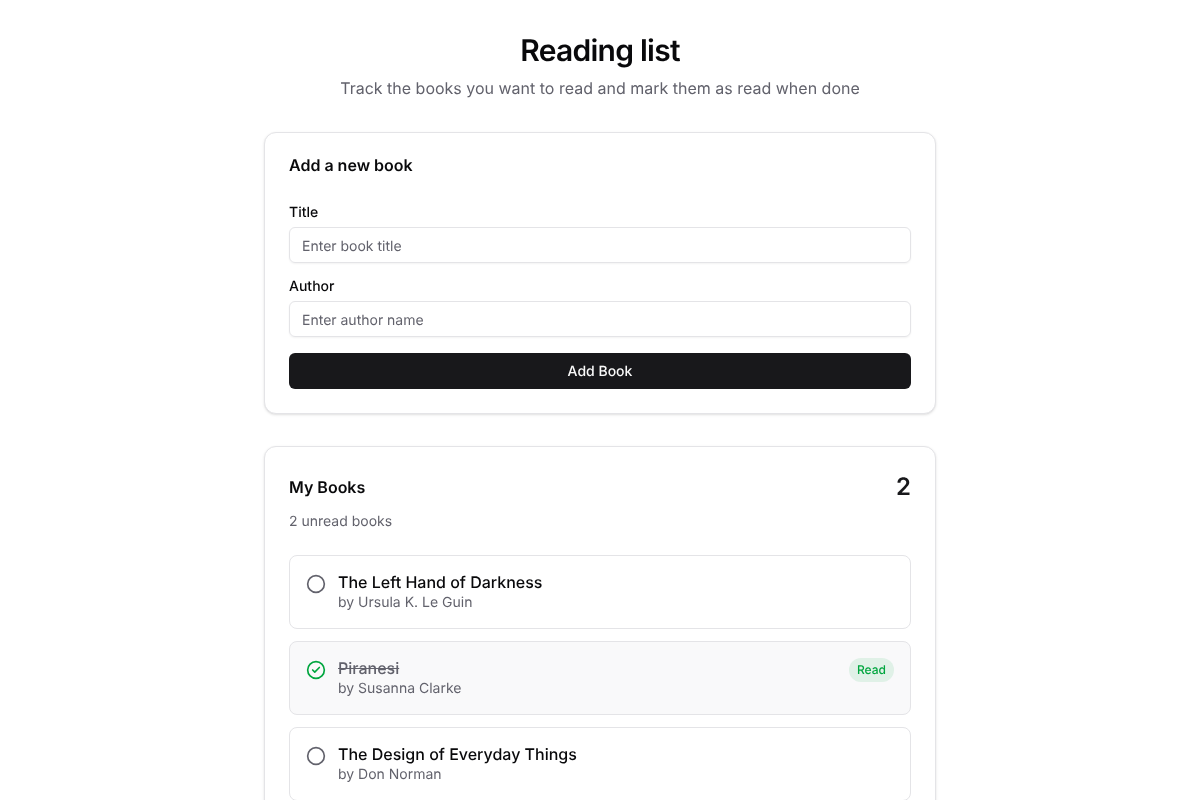 Reading list
Track the books you want to read and mark them as read when done
Add a new book
Title
Enter book title
Author
Enter author name
Add Book
My Books
2
2 unread books
The Left Hand of Darkness
by Ursula K. Le Guin
Piranesi
Read
by Susanna Clarke
The Design of Everyday Things
by Don Norman